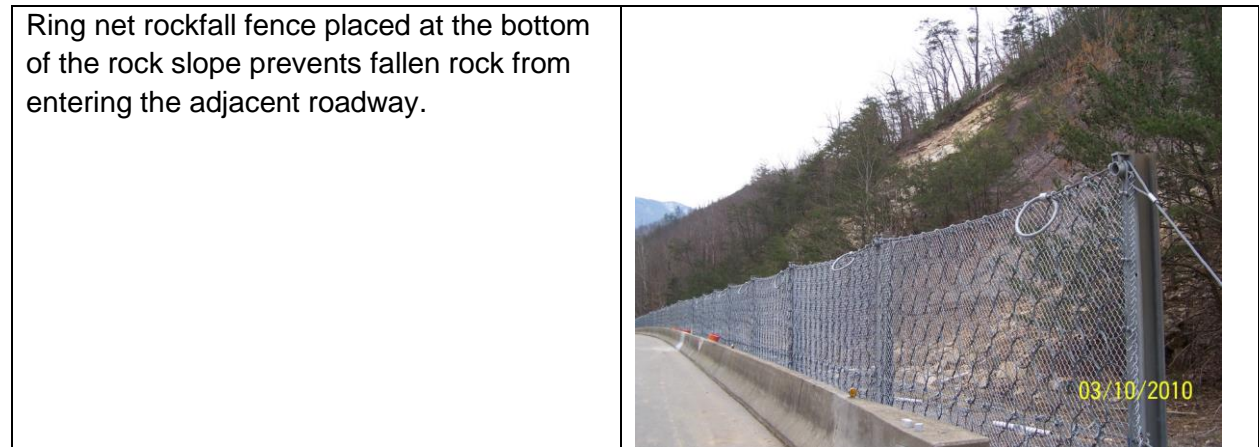 Ring net rockfall fence placed at the bottom
of the rock slope prevents fallen rock from
entering the adjacent roadway.
03/10/2010